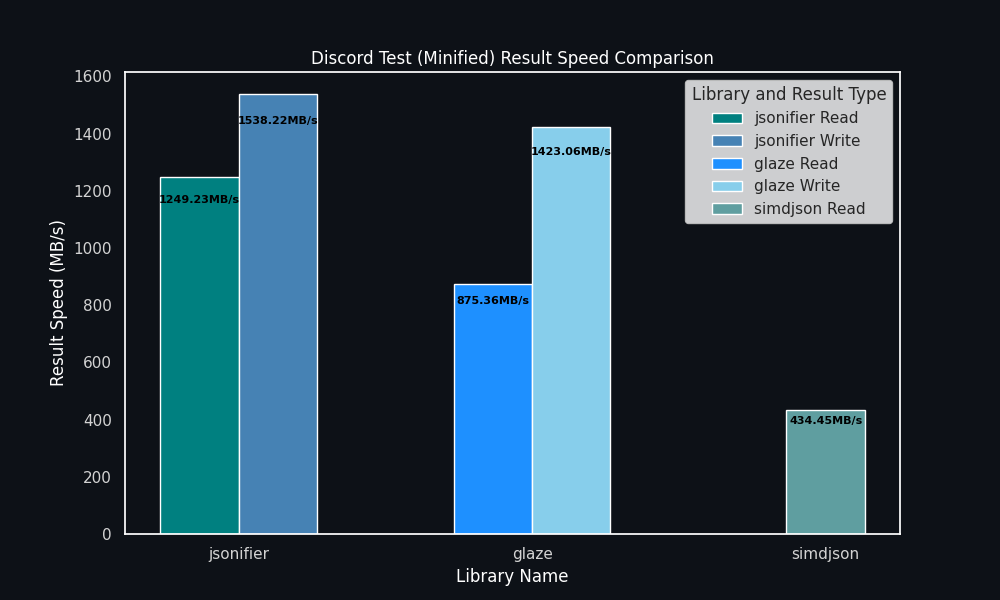 Discord Test (Minified) Result Speed Comparison
1600
1400
1200
1000
800
600
400
200
0
Result Speed (MB/s)
1249.23MB/s
1538.22MB/s
875.36MB/s
1423.06MB/s
434.45MB/s
Library and Result Type
jsonifier Read
jsonifier Write
glaze Read
glaze Write
simdjson Read
jsonifier
glaze
simdjson
Library Name